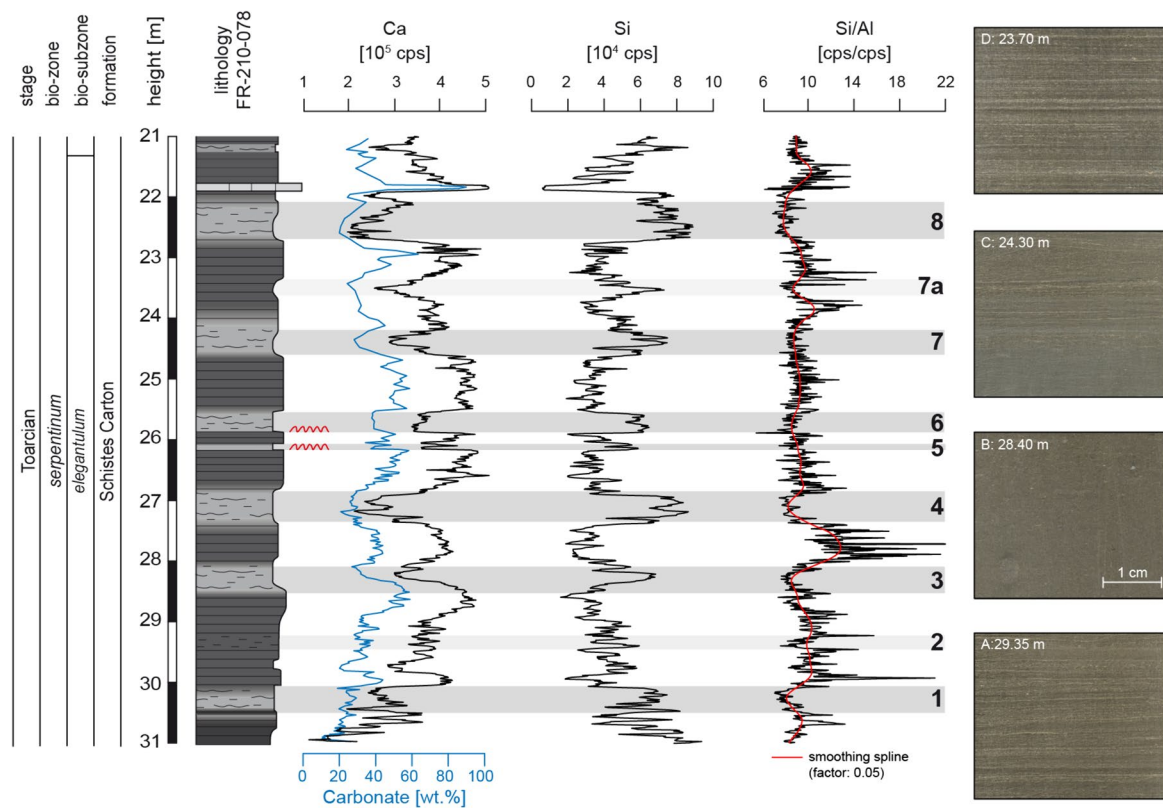 stage
bio-zone
bio-subzone
formation
height [m]
lithology
FR-210-078
Ca
[10⁵ cps]
1 2 3 4 5
Si
[10⁴ cps]
2 4 6 8 10
0
Si/Al
[cps/cps]
6 10 14 18 22
Toarcian
serpentinum
elegantulum
Schistes Carton
21
22
23
24
25
26
27
28
29
30
31
8
7a
7
6
5
4
3
2
1
0 20 40 60 80 100
Carbonate [wt.%]
smoothing spline
(factor: 0.05)
D: 23.70 m
C: 24.30 m
B: 28.40 m
1 cm
A:29.35 m